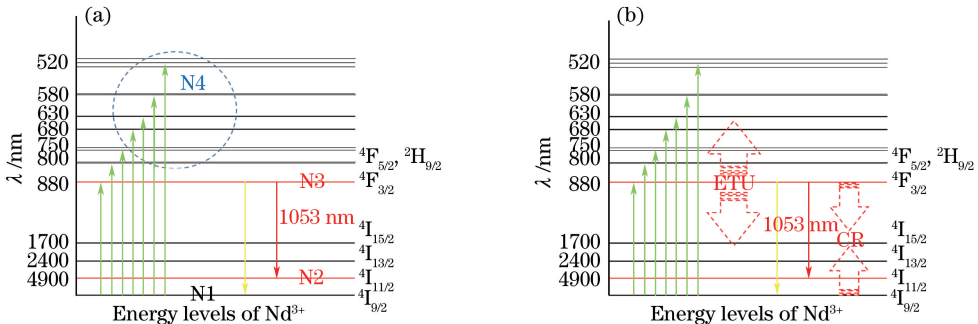 (a)
λ /nm
520
580
630
680
750
800
880
1700
2400
4900
N4
N3
1053 nm
N2
N1
⁴F₅/₂, ²H₉/₂
⁴F₃/₂
⁴I₁₅/₂
⁴I₁₃/₂
⁴I₁₁/₂
⁴I₉/₂
Energy levels of Nd³⁺
(b)
λ /nm
520
580
630
680
750
800
880
1700
2400
4900
ETU
1053 nm
CR
⁴F₅/₂, ²H₉/₂
⁴F₃/₂
⁴I₁₅/₂
⁴I₁₃/₂
⁴I₁₁/₂
⁴I₉/₂
Energy levels of Nd³⁺